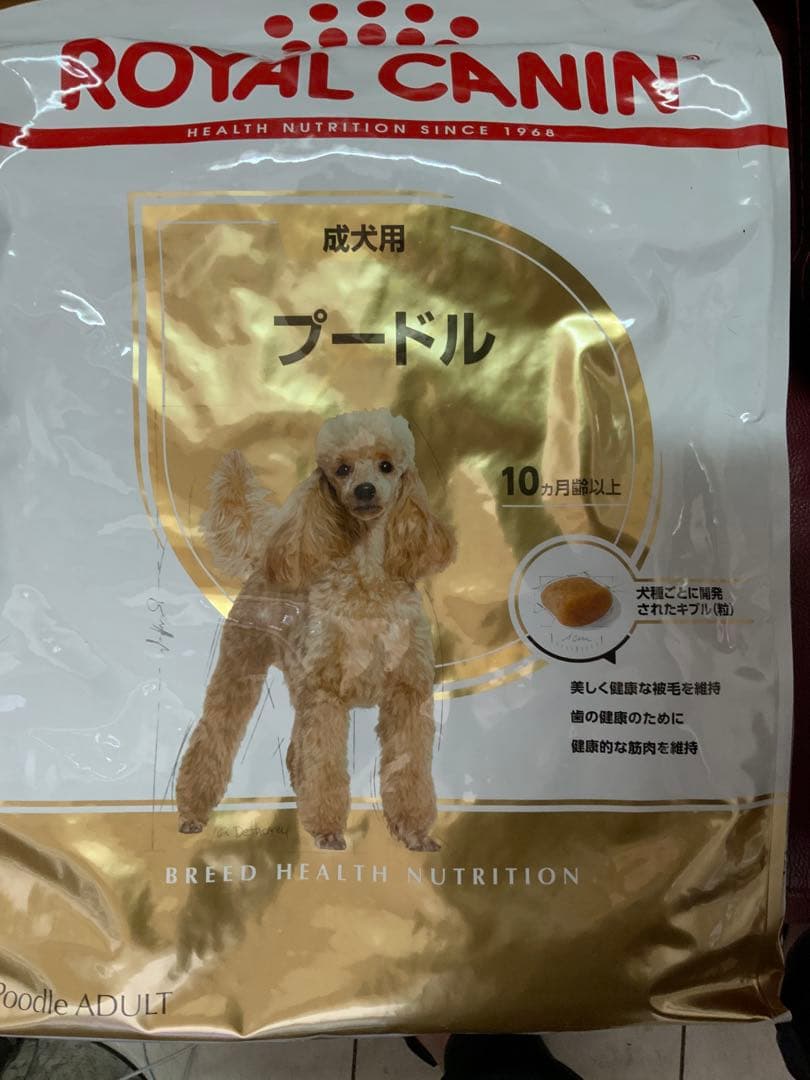 ROYAL CANIN
HEALTH NUTRITION SINCE 1968
成犬用
プードル
10ヵ月齢以上
犬種ごとに開発
されたキブル(粒)
美しく健康な被毛を維持
歯の健康のために
健康的な筋肉を維持
BREED HEALTH NUTRITION
Poodle ADULT